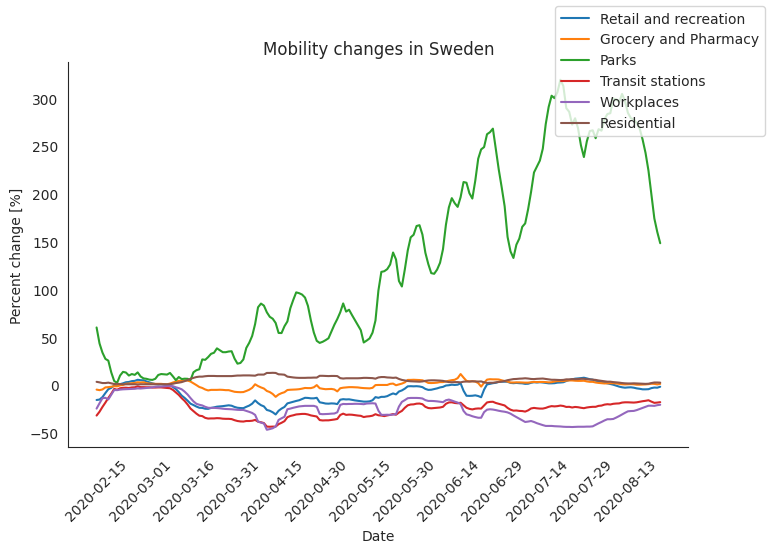 Mobility changes in Sweden
Retail and recreation
Grocery and Pharmacy
Parks
Transit stations
Workplaces
Residential
Percent change [%]
300
250
200
150
100
50
0
−50
2020-02-15
2020-03-01
2020-03-16
2020-03-31
2020-04-15
2020-04-30
2020-05-15
2020-05-30
2020-06-14
2020-06-29
2020-07-14
2020-07-29
2020-08-13
Date